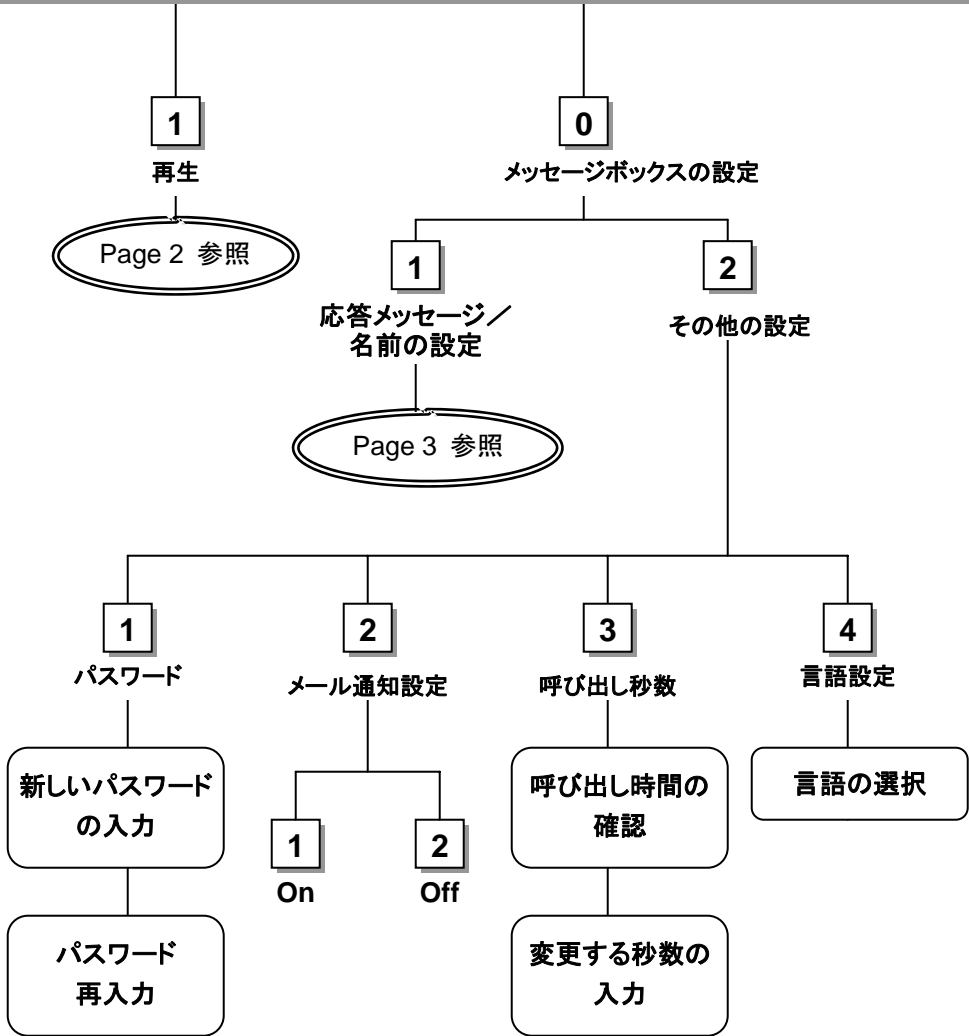 1
再生
Page 2 参照
0
メッセージボックスの設定
1
応答メッセージ／
名前の設定
Page 3 参照
2
その他の設定
1
パスワード
新しいパスワード
の入力
パスワード
再入力
2
メール通知設定
1
On
2
Off
3
呼び出し秒数
呼び出し時間の
確認
変更する秒数の
入力
4
言語設定
言語の選択